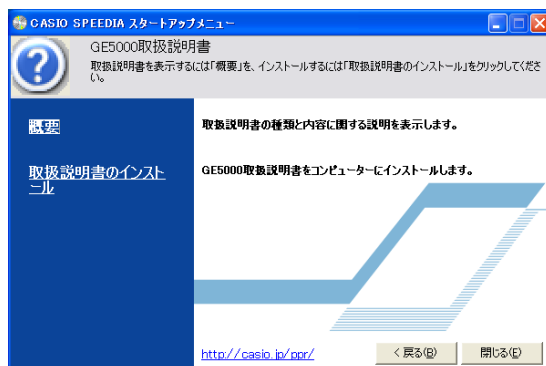 CASIO SPEEDIA スタートアップメニュー
GE5000取扱説明書
取扱説明書を表示するには「概要」を、インストールするには「取扱説明書のインストール」をクリックしてくださ
い。
概要
取扱説明書の種類と内容に関する説明を表示します。
取扱説明書のインスト
ール
GE5000取扱説明書をコンピューターにインストールします。
http://casio.jp/ppr/
< 戻る(B)
閉じる(E)